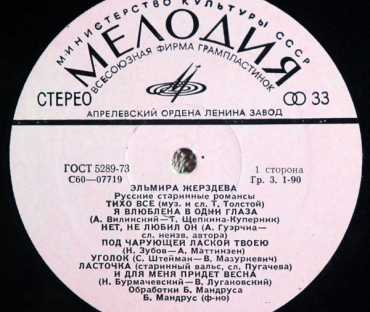 МИНИСТЕРСТВО КУЛЬТУРЫ СССР
МЕЛОДИЯ
ВСЕСОЮЗНАЯ ФИРМА ГРАМПЛАСТИНОК
СТЕРЕО 33
АПРЕЛЕВСКИЙ ОРДЕНА ЛЕНИНА ЗАВОД
ГОСТ 5289-73 1 сторона
С60—07719 Гр. 3. 1-90
ЭЛЬМИРА ЖЕРЗДЕВА
Русские старинные романсы
ТИХО ВСЕ (муз. и сл. Т. Толстой)
Я ВЛЮБЛЕНА В ОДНИ ГЛАЗА
(А. Вилинский—Т. Щепкина-Куперник)
НЕТ, НЕ ЛЮБИЛ ОН (А. Гуэрчиа—
сл. неизв. автора)
ПОД ЧАРУЮЩЕЙ ЛАСКОЙ ТВОЕЮ
(Н. Зубов—А. Маттизен)
УГОЛОК (С. Штейман—В. Мазуркевич)
ЛАСТОЧКА (старинный вальс, сл. Пугачева)
И ДЛЯ МЕНЯ ПРИДЕТ ВЕСНА
(Н. Бурмачевский—В. Лугаковский)
Обработки Б. Мандруса
Б. Мандрус (ф-но)